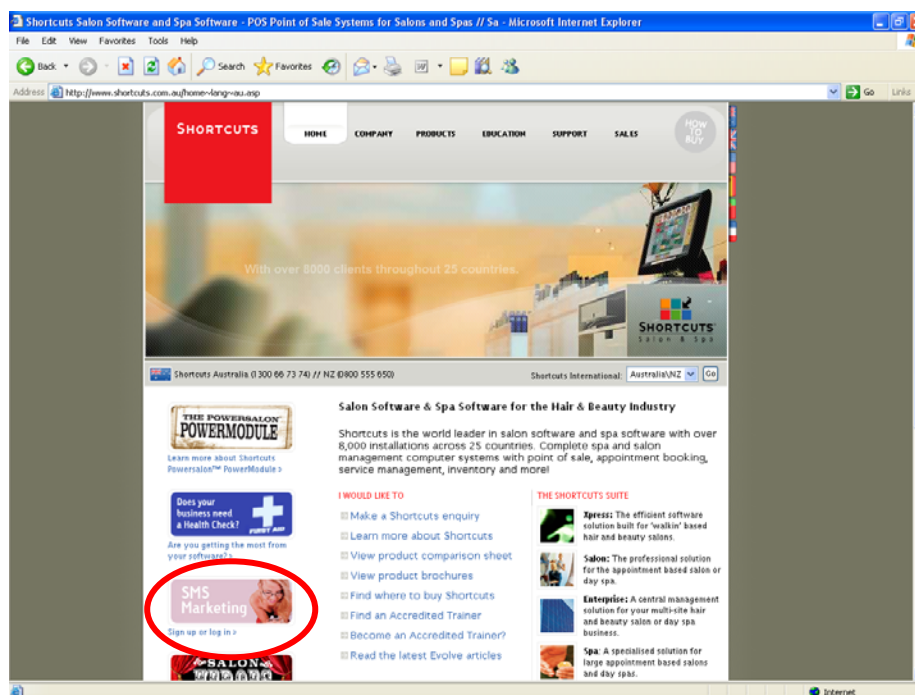 Shortcuts Salon Software and Spa Software - POS Point of Sale Systems for Salons and Spas // Sa - Microsoft Internet Explorer
File Edit View Favorites Tools Help
Back Search Favorites
Address http://www.shortcuts.com.au/home~lang~au.asp Go Links
SHORTCUTS
HOME COMPANY PRODUCTS EDUCATION SUPPORT SALES
HOW
TO
BUY
With over 8000 clients throughout 25 countries.
SHORTCUTS
Salon & Spa
Shortcuts Australia (1300 66 73 74) // NZ (0800 555 650)
Shortcuts International: Australia\NZ Go
THE POWERSALON
POWERMODULE
Learn more about Shortcuts
Powersalon™ PowerModule >
Does your
business need
a Health Check?
FIRST AID
Are you getting the most from
your software? >
SMS
Marketing
Sign up or log in >
SALON
Salon Software & Spa Software for the Hair & Beauty Industry
Shortcuts is the world leader in salon software and spa software with over
8,000 installations across 25 countries. Complete spa and salon
management computer systems with point of sale, appointment booking,
service management, inventory and more!
I WOULD LIKE TO
Make a Shortcuts enquiry
Learn more about Shortcuts
View product comparison sheet
View product brochures
Find where to buy Shortcuts
Find an Accredited Trainer
Become an Accredited Trainer?
Read the latest Evolve articles
THE SHORTCUTS SUITE
Xpress: The efficient software
solution built for 'walkin' based
hair and beauty salons.
Salon: The professional solution
for the appointment based salon or
day spa.
Enterprise: A central management
solution for your multi-site hair
and beauty salon or day spa
business.
Spa: A specialised solution for
large appointment based salons
and day spas.
Internet